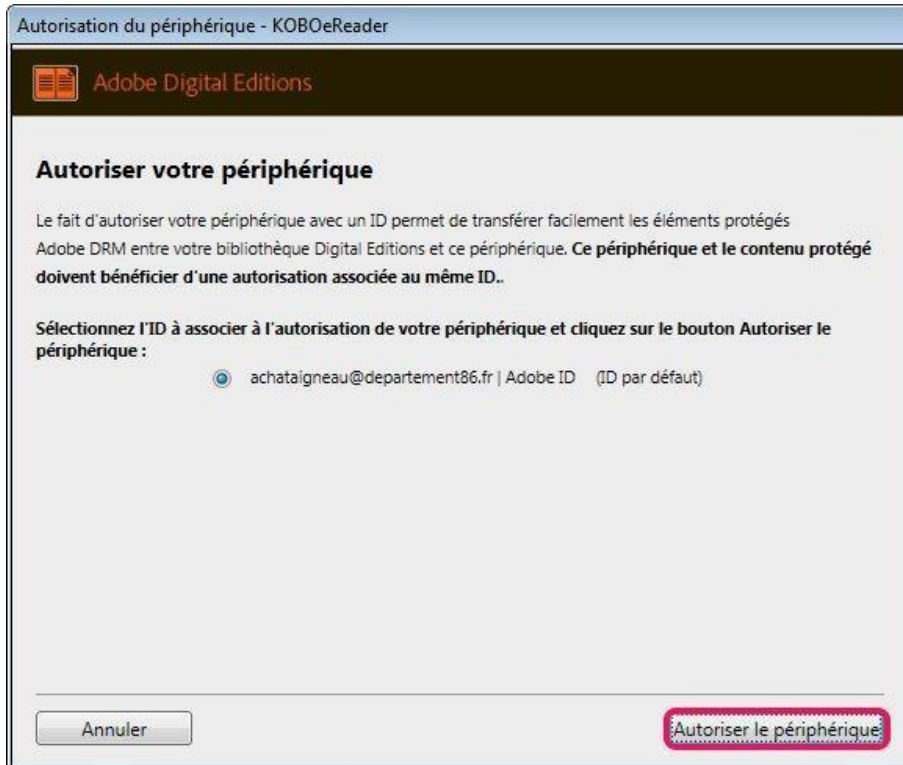 Autorisation du périphérique - KOBOeReader
Adobe Digital Editions
Autoriser votre périphérique
Le fait d'autoriser votre périphérique avec un ID permet de transférer facilement les éléments protégés
Adobe DRM entre votre bibliothèque Digital Editions et ce périphérique. Ce périphérique et le contenu protégé
doivent bénéficier d'une autorisation associée au même ID..
Sélectionnez l'ID à associer à l'autorisation de votre périphérique et cliquez sur le bouton Autoriser le
périphérique :
achataigneau@departement86.fr | Adobe ID (ID par défaut)
Annuler
Autoriser le périphérique